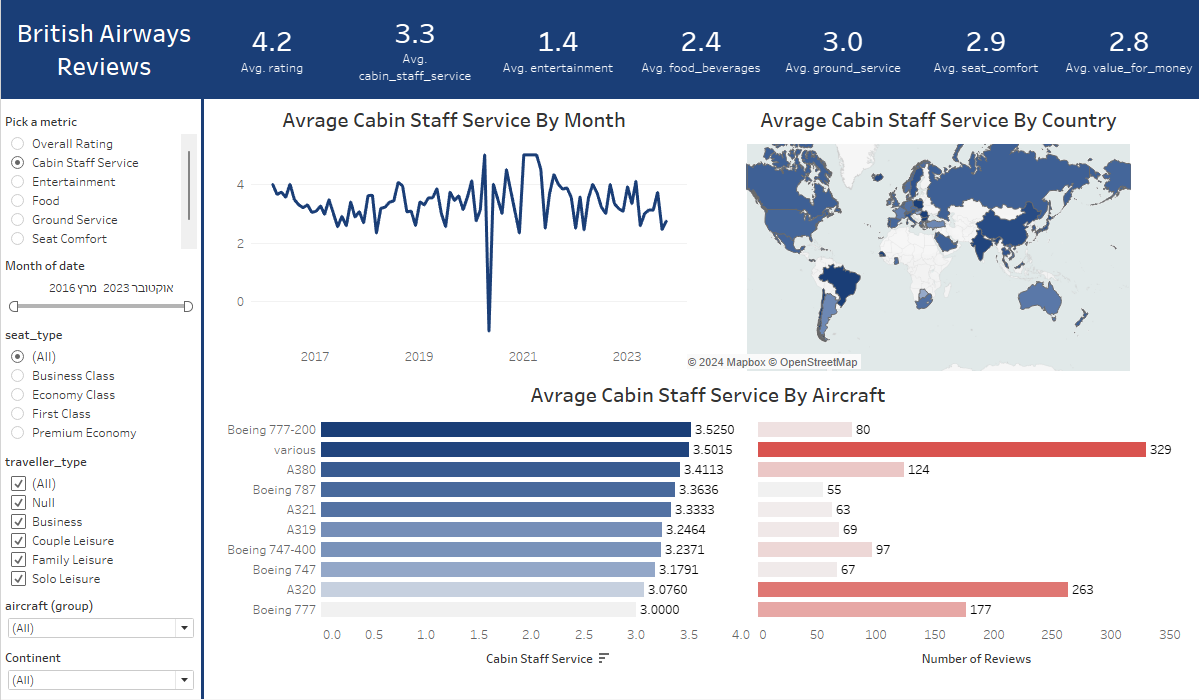 British Airways
Reviews
4.2
Avg. rating
3.3
Avg.
cabin_staff_service
1.4
Avg. entertainment
2.4
Avg. food_beverages
3.0
Avg. ground_service
2.9
Avg. seat_comfort
2.8
Avg. value_for_money
Pick a metric
Overall Rating
Cabin Staff Service
Entertainment
Food
Ground Service
Seat Comfort
Month of date
מרץ 2016 אוקטובר 2023
seat_type
(All)
Business Class
Economy Class
First Class
Premium Economy
traveller_type
(All)
Null
Business
Couple Leisure
Family Leisure
Solo Leisure
aircraft (group)
(All)
Continent
(All)
Avrage Cabin Staff Service By Month
4
2
0
2017 2019 2021 2023
Avrage Cabin Staff Service By Country
© 2024 Mapbox © OpenStreetMap
Avrage Cabin Staff Service By Aircraft
Boeing 777-200 3.5250 80
various 3.5015 329
A380 3.4113 124
Boeing 787 3.3636 55
A321 3.3333 63
A319 3.2464 69
Boeing 747-400 3.2371 97
Boeing 747 3.1791 67
A320 3.0760 263
Boeing 777 3.0000 177
0.0 0.5 1.0 1.5 2.0 2.5 3.0 3.5 4.0 0 50 100 150 200 250 300 350
Cabin Staff Service Number of Reviews